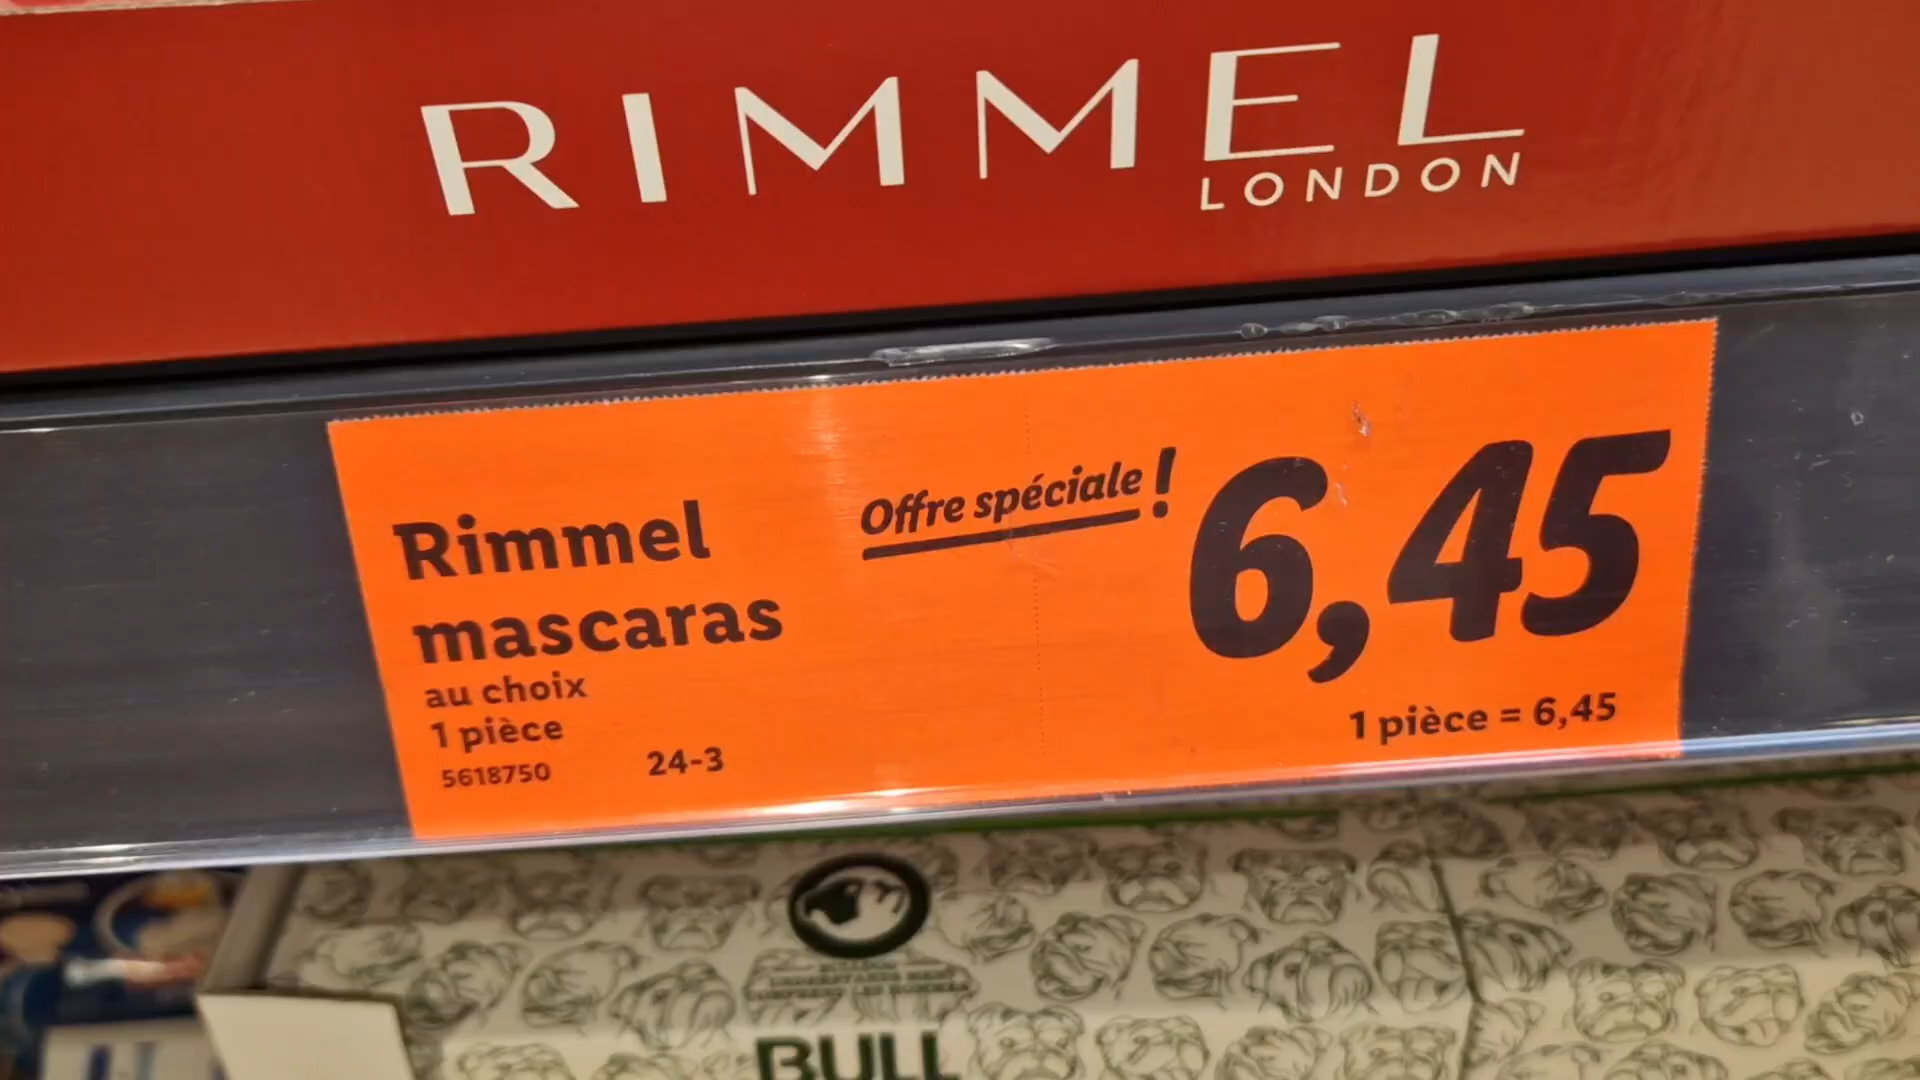 RIMMEL
LONDON
Rimmel
mascaras
au choix
1 pièce
5618750
24-3
Offre spéciale !
6,45
1 pièce = 6,45
BULL